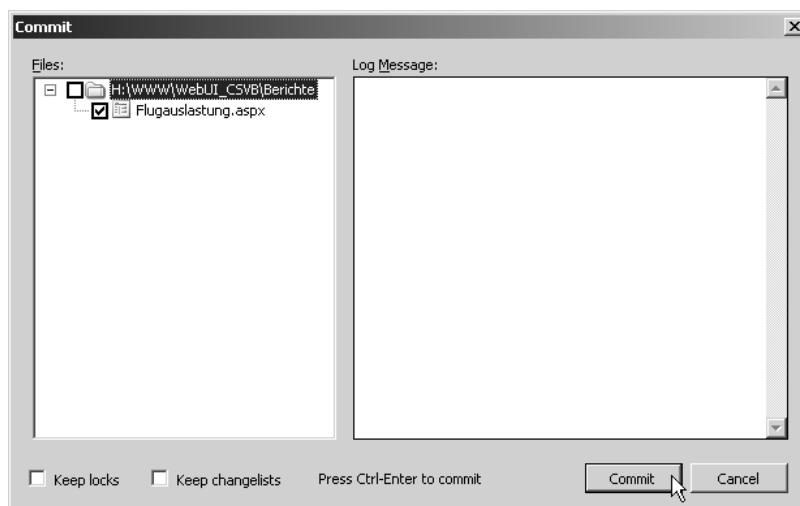 Commit
Files:
H:\WWW\WebUI_CSVB\Berichte
Flugauslastung.aspx
Log Message:
Keep locks
Keep changelists
Press Ctrl-Enter to commit
Commit
Cancel